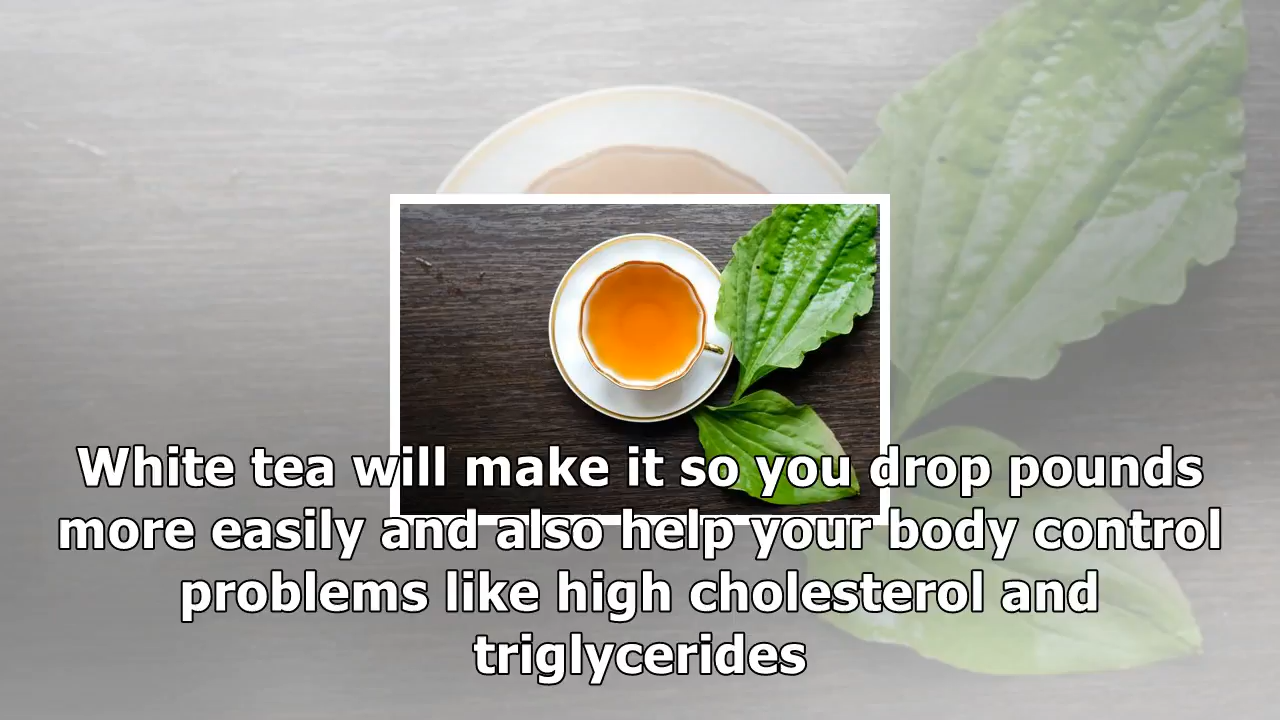 White tea will make it so you drop pounds
more easily and also help your body control
problems like high cholesterol and
triglycerides